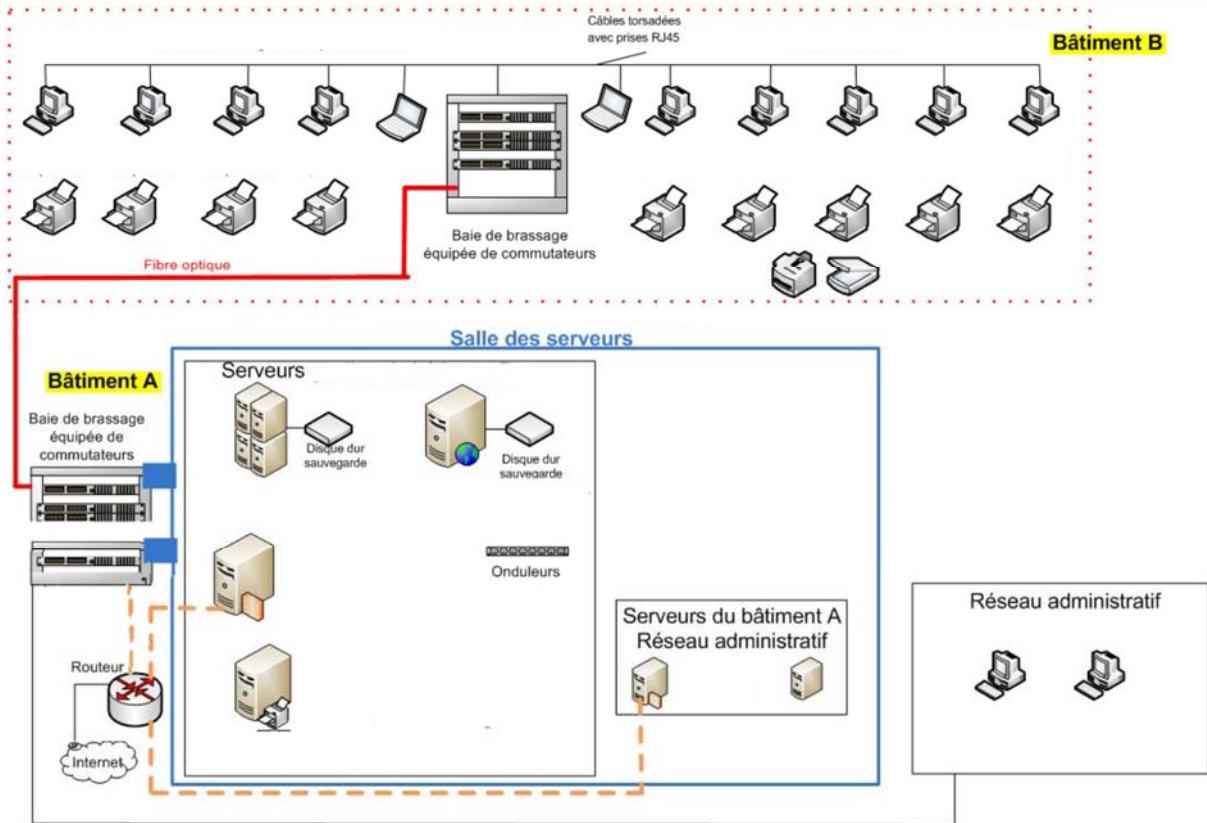 Câbles torsadées
avec prises RJ45
Bâtiment B
Baie de brassage
équipée de commutateurs
Fibre optique
Salle des serveurs
Bâtiment A
Serveurs
Baie de brassage
équipée de
commutateurs
Disque dur
sauvegarde
Disque dur
sauvegarde
Onduleurs
Serveurs du bâtiment A
Réseau administratif
Réseau administratif
Routeur
Internet